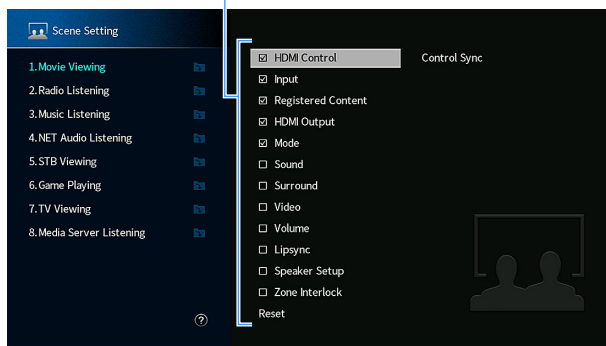 Scene Setting
1.Movie Viewing
2.Radio Listening
3.Music Listening
4.NET Audio Listening
5.STB Viewing
6.Game Playing
7.TV Viewing
8.Media Server Listening
?
HDMI Control
Control Sync
Input
Registered Content
HDMI Output
Mode
Sound
Surround
Video
Volume
Lipsync
Speaker Setup
Zone Interlock
Reset